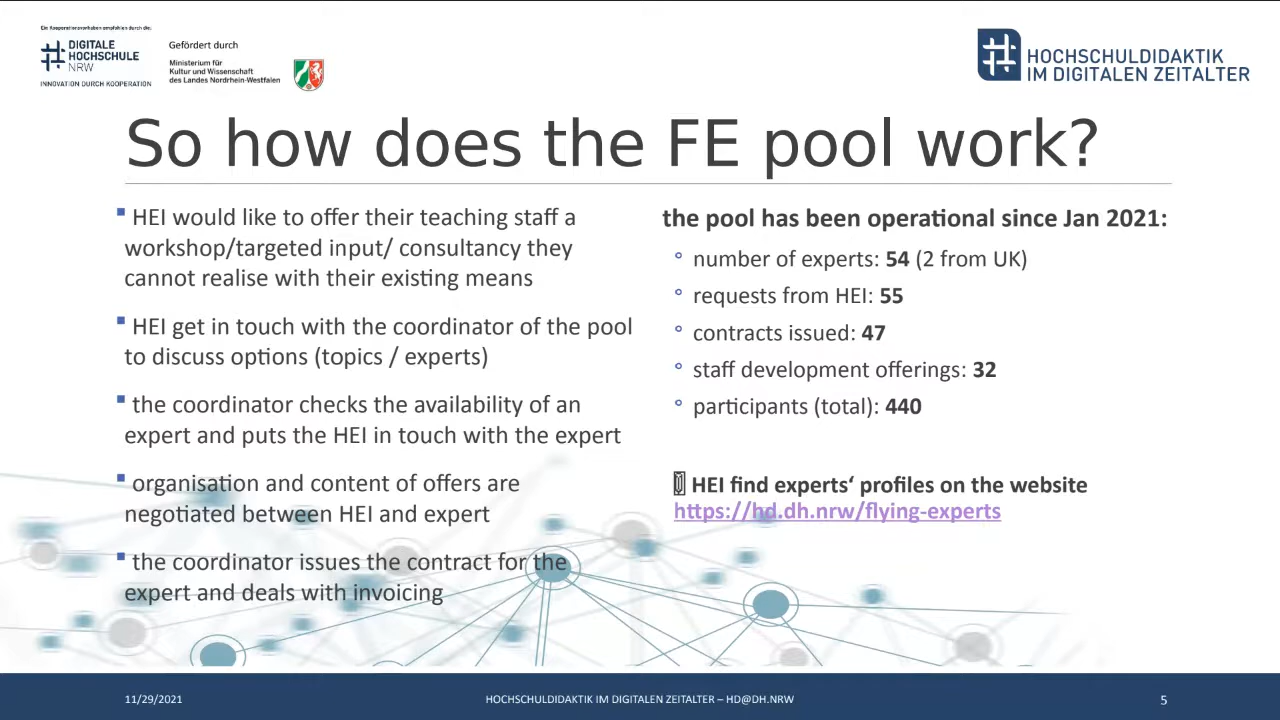 Ein Kooperationsvorhaben empfohlen durch die:
DIGITALE
HOCHSCHULE
NRW
INNOVATION DURCH KOOPERATION
Gefördert durch
Ministerium für
Kultur und Wissenschaft
des Landes Nordrhein-Westfalen
HOCHSCHULDIDAKTIK
IM DIGITALEN ZEITALTER
So how does the FE pool work?
HEI would like to offer their teaching staff a
workshop/targeted input/ consultancy they
cannot realise with their existing means
HEI get in touch with the coordinator of the pool
to discuss options (topics / experts)
the coordinator checks the availability of an
expert and puts the HEI in touch with the expert
organisation and content of offers are
negotiated between HEI and expert
the coordinator issues the contract for the
expert and deals with invoicing
the pool has been operational since Jan 2021:
number of experts: 54 (2 from UK)
requests from HEI: 55
contracts issued: 47
staff development offerings: 32
participants (total): 440
HEI find experts‘ profiles on the website
https://hd.dh.nrw/flying-experts
11/29/2021
HOCHSCHULDIDAKTIK IM DIGITALEN ZEITALTER – HD@DH.NRW
5